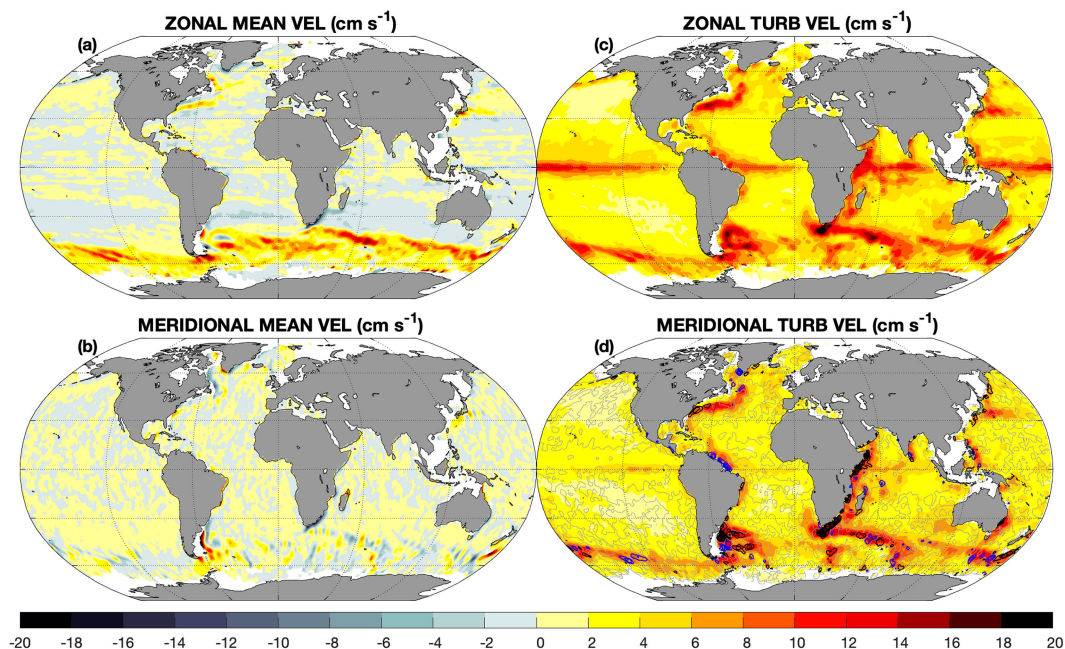 ZONAL MEAN VEL (cm s⁻¹)
(a)
ZONAL TURB VEL (cm s⁻¹)
(c)
MERIDIONAL MEAN VEL (cm s⁻¹)
(b)
MERIDIONAL TURB VEL (cm s⁻¹)
(d)
-20 -18 -16 -14 -12 -10 -8 -6 -4 -2 0 2 4 6 8 10 12 14 16 18 20